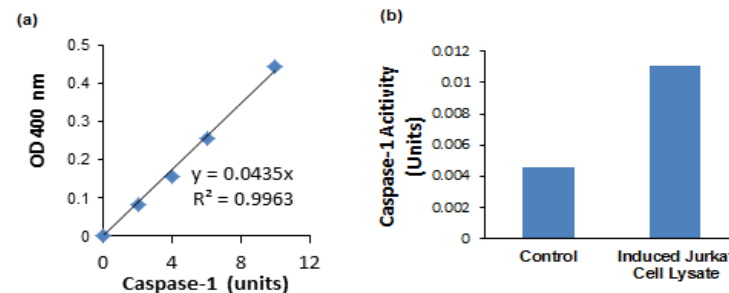 (a)
OD 400 nm
0.5
0.4
0.3
0.2
0.1
0
y = 0.0435x
R² = 0.9963
0 4 8 12
Caspase-1 (units)
(b)
Caspase-1 Acitivity
(Units)
0.012
0.01
0.008
0.006
0.004
0.002
0
Control Induced Jurka
Cell Lysate